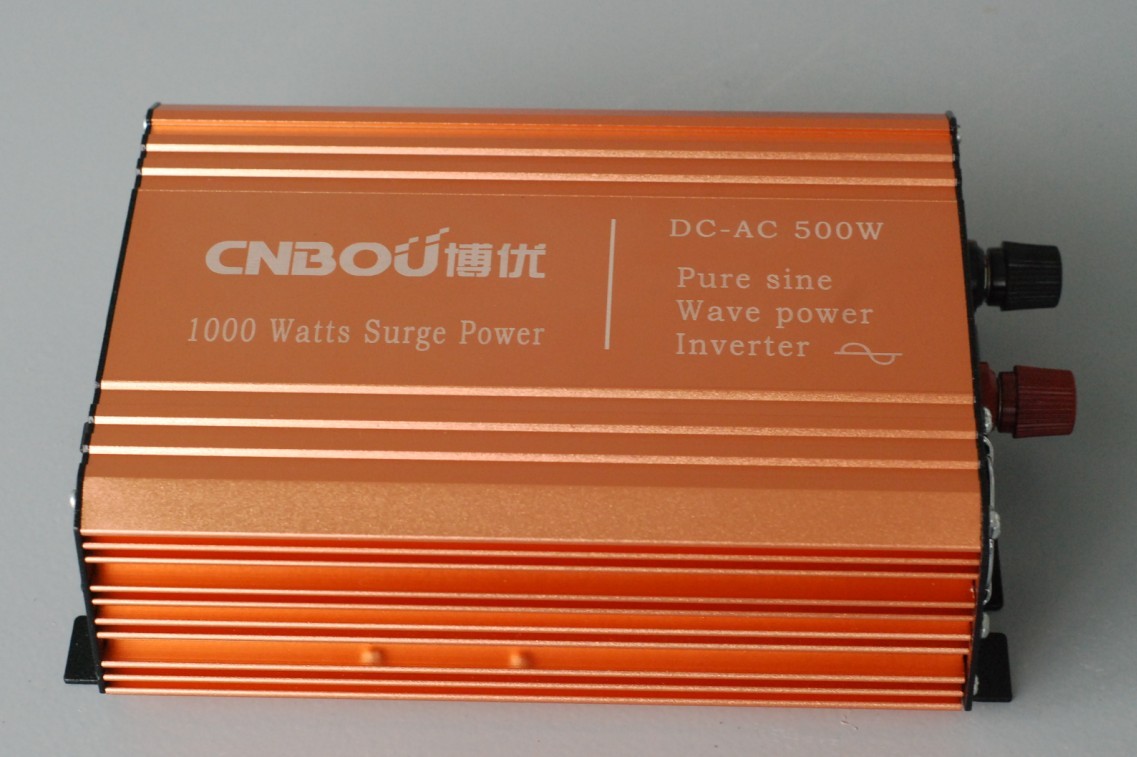 CNBOU博优
1000 Watts Surge Power
DC-AC 500W
Pure sine
Wave power
Inverter